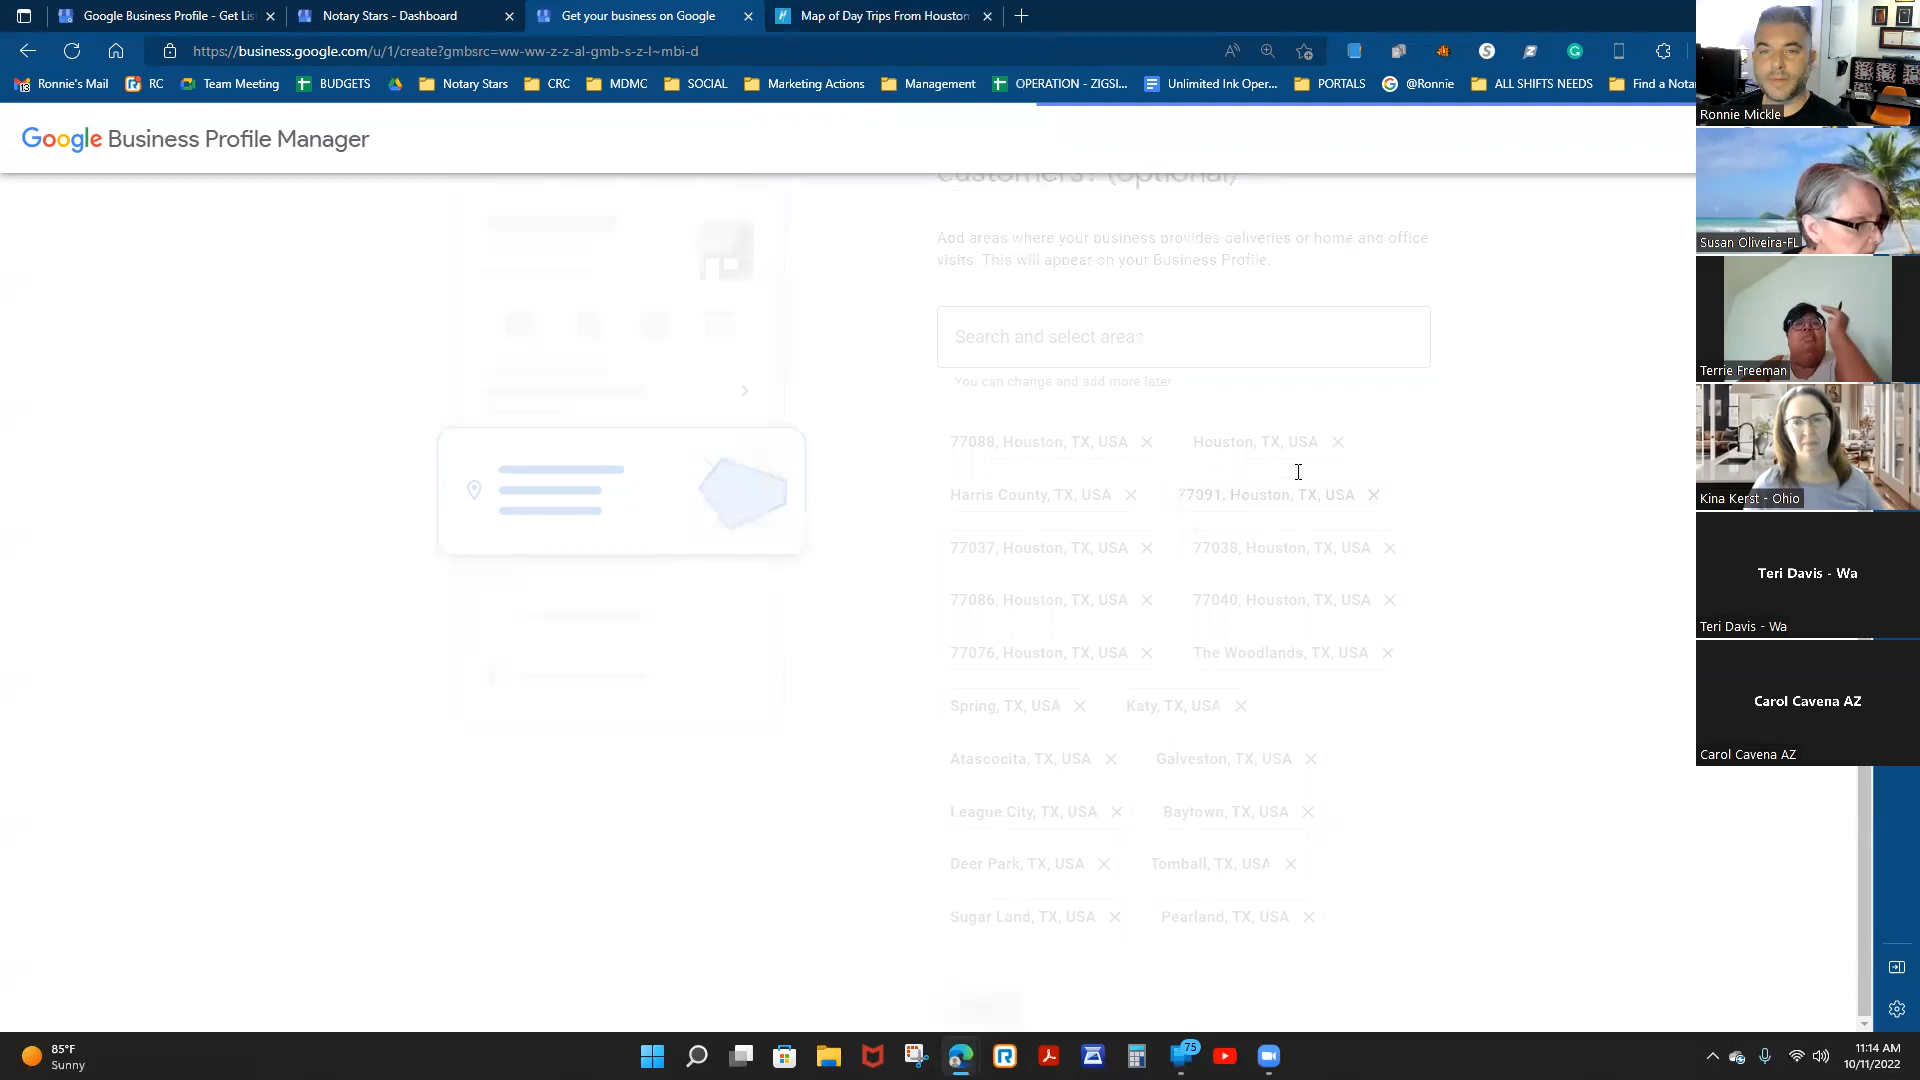 Google Business Profile - Get Lis
Notary Stars - Dashboard
Get your business on Google
Map of Day Trips From Houston
https://business.google.com/u/1/create?gmbsrc=ww-ww-z-z-al-gmb-s-z-l~mbi-d
Ronnie's Mail
RC
Team Meeting
BUDGETS
Notary Stars
CRC
MDMC
SOCIAL
Marketing Actions
Management
OPERATION - ZIGSI...
Unlimited Ink Oper...
PORTALS
@Ronnie
ALL SHIFTS NEEDS
Find a Nota
Google Business Profile Manager
customers? (optional)
Add areas where your business provides deliveries or home and office
visits. This will appear on your Business Profile.
Search and select areas
You can change and add more later
77088, Houston, TX, USA
Houston, TX, USA
Harris County, TX, USA
77091, Houston, TX, USA
77037, Houston, TX, USA
77038, Houston, TX, USA
77086, Houston, TX, USA
77040, Houston, TX, USA
77076, Houston, TX, USA
The Woodlands, TX, USA
Spring, TX, USA
Katy, TX, USA
Atascocita, TX, USA
Galveston, TX, USA
League City, TX, USA
Baytown, TX, USA
Deer Park, TX, USA
Tomball, TX, USA
Sugar Land, TX, USA
Pearland, TX, USA
Ronnie Mickle
Susan Oliveira-FL
Terrie Freeman
Kina Kerst - Ohio
Teri Davis - Wa
Teri Davis - Wa
Carol Cavena AZ
Carol Cavena AZ
85°F
Sunny
75
11:14 AM
10/11/2022